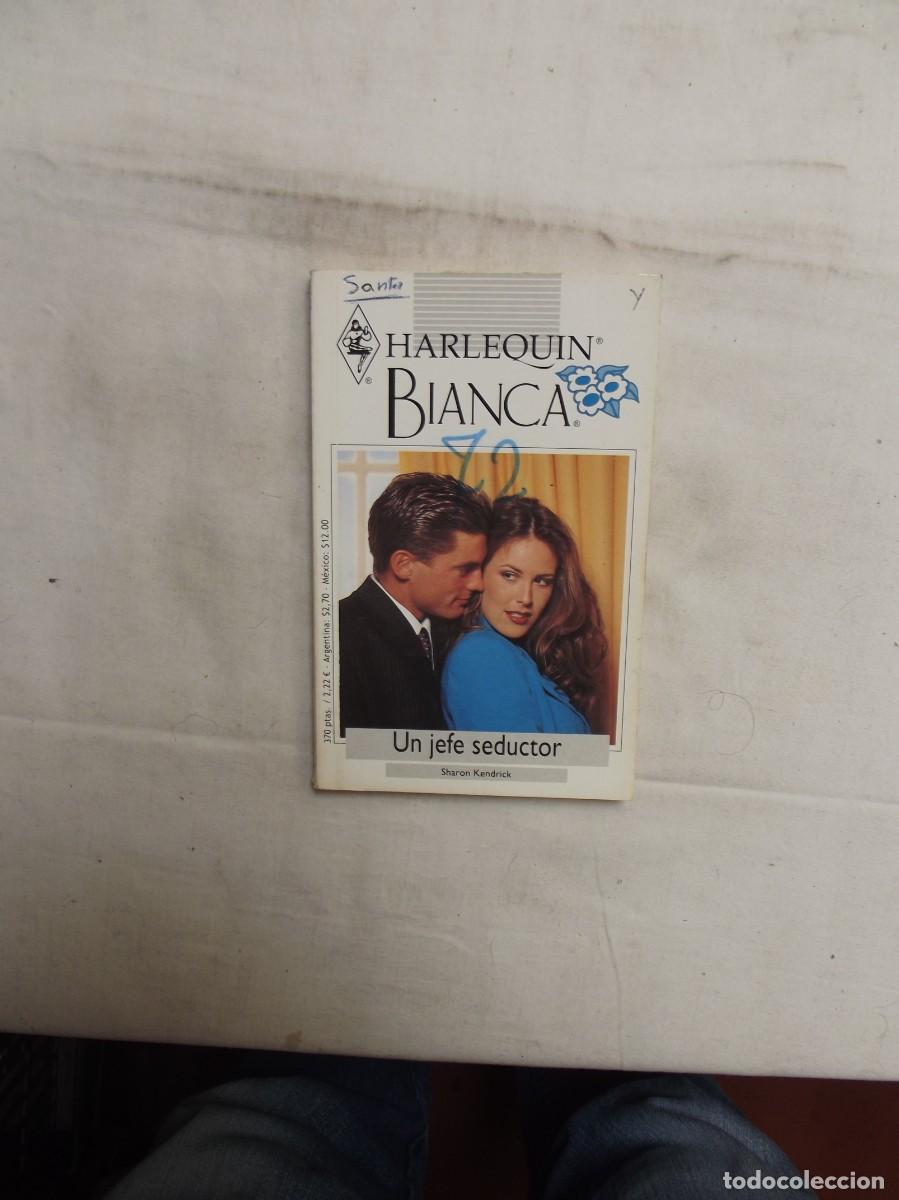 Santa
Y
HARLEQUIN®
BIANCA®
72
370 ptas. / 2,22 € · Argentina: $2,70 · México: $12.00
Un jefe seductor
Sharon Kendrick
todocoleccion